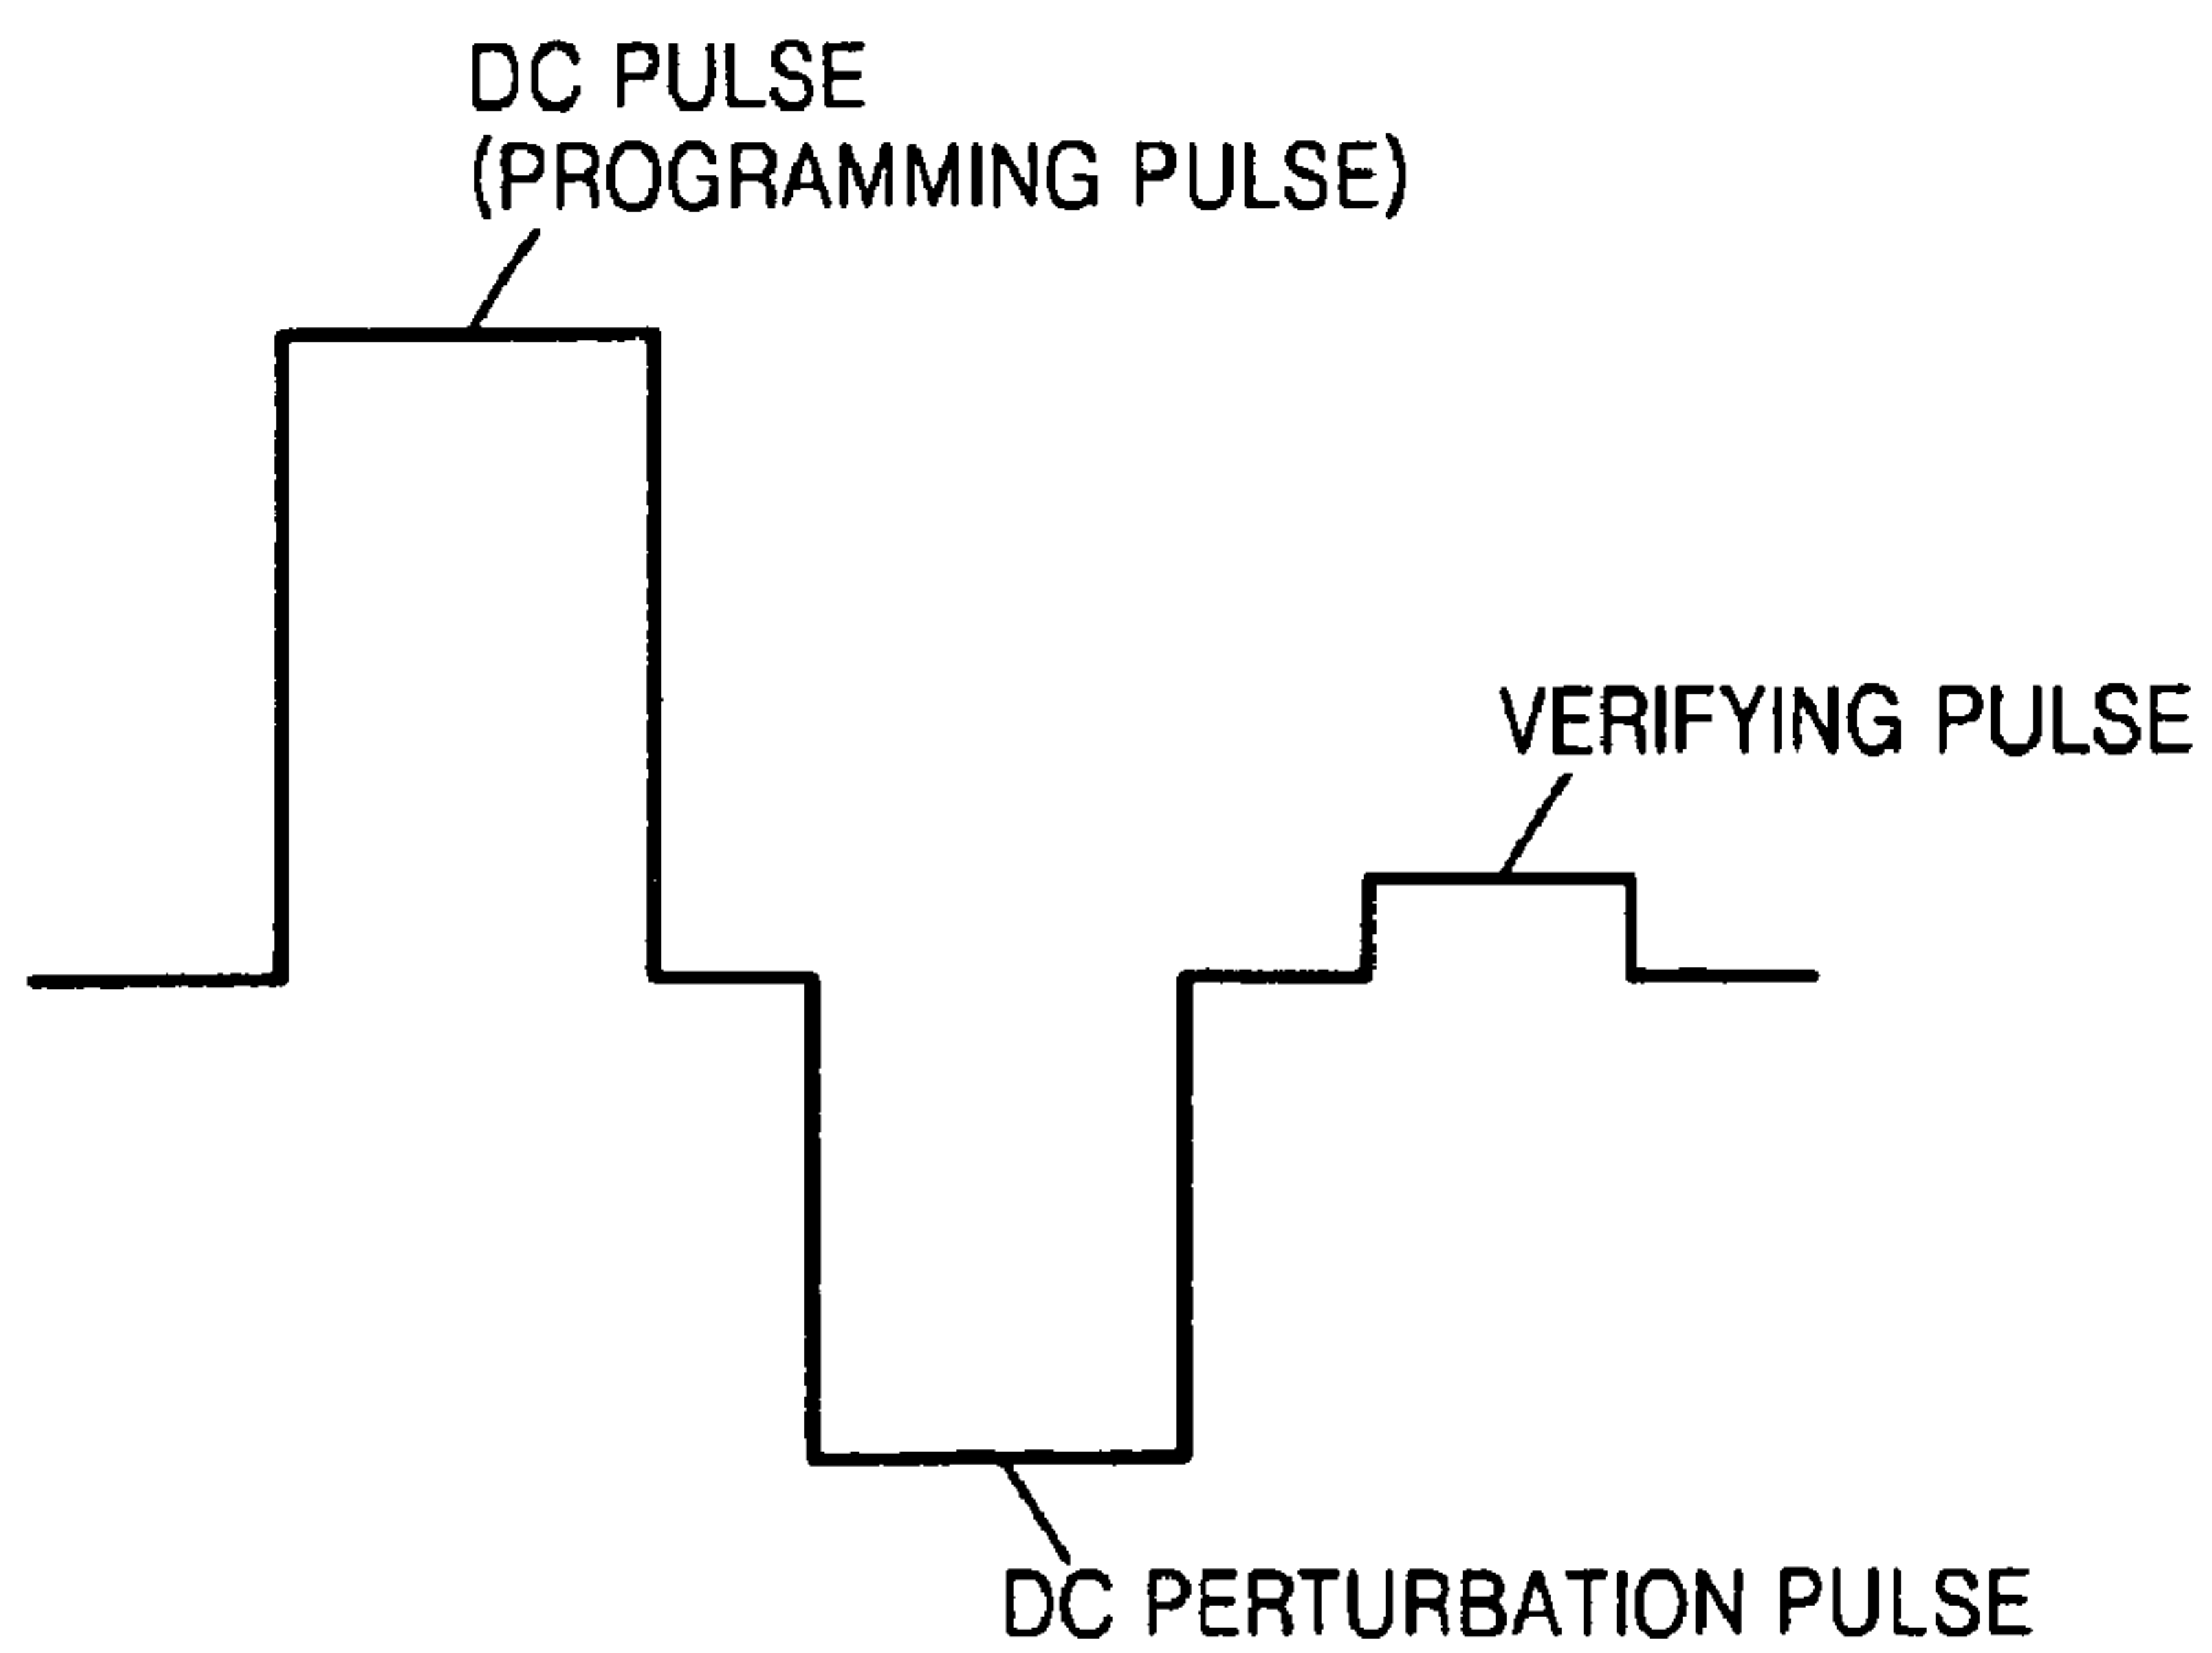 DC PULSE
(PROGRAMMING PULSE)
VERIFYING PULSE
DC PERTURBATION PULSE